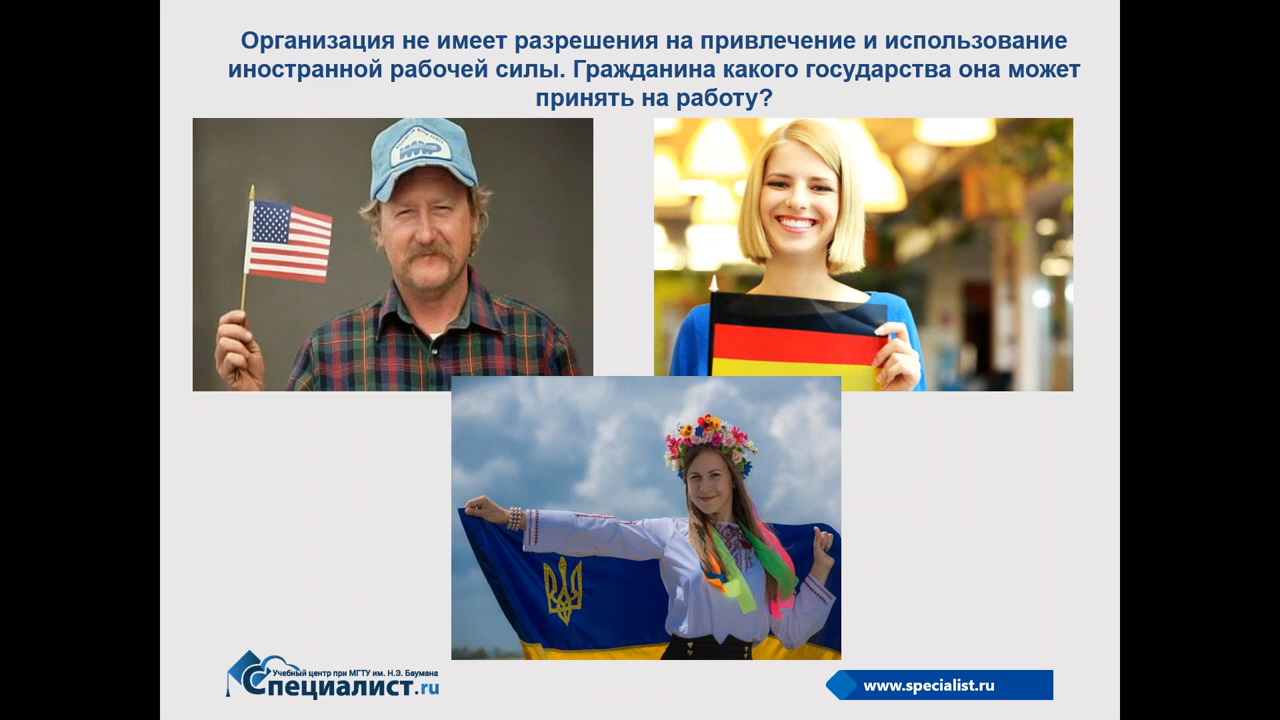 Организация не имеет разрешения на привлечение и использование
иностранной рабочей силы. Гражданина какого государства она может
принять на работу?
Учебный центр при МГТУ им. Н.Э. Баумана
Специалист.ru
www.specialist.ru